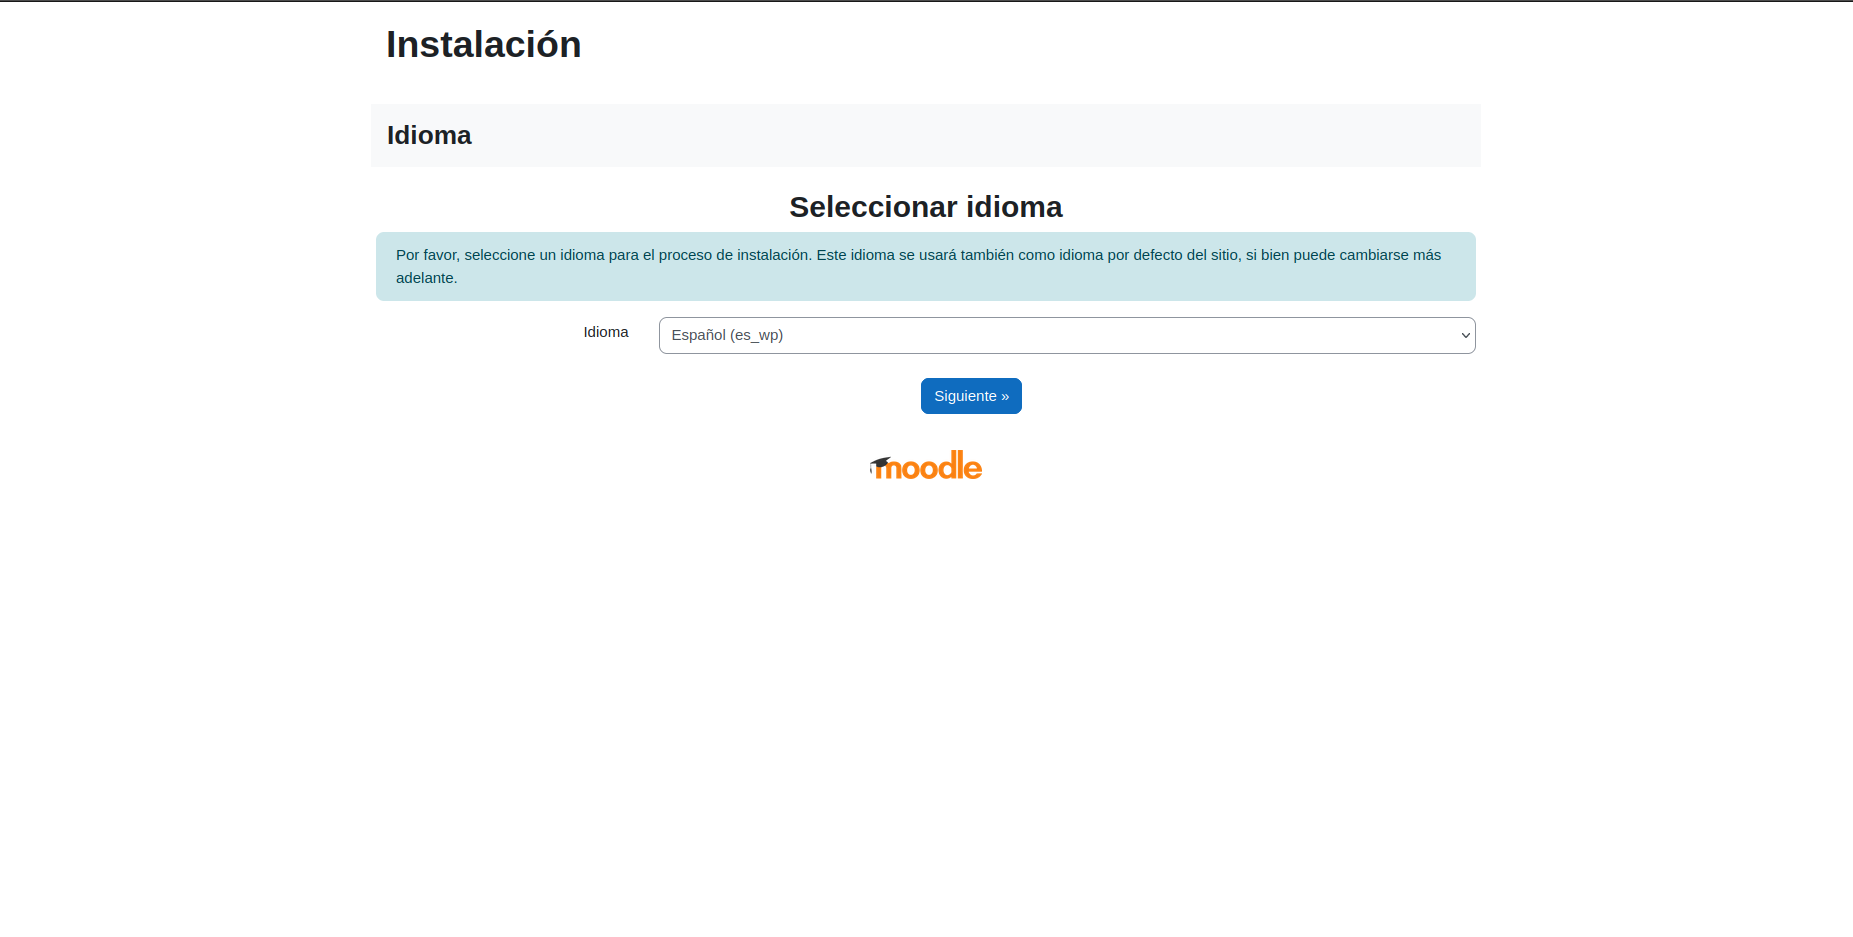 Instalación
Idioma
Seleccionar idioma
Por favor, seleccione un idioma para el proceso de instalación. Este idioma se usará también como idioma por defecto del sitio, si bien puede cambiarse más
adelante.
Idioma
Español (es_wp)
Siguiente »
moodle